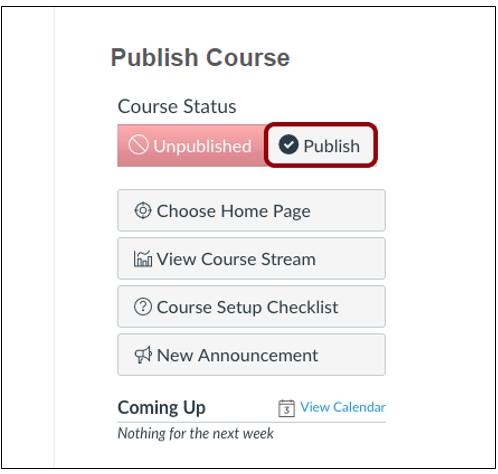 Publish Course
Course Status
Unpublished Publish
Choose Home Page
View Course Stream
Course Setup Checklist
New Announcement
Coming Up 3 View Calendar
Nothing for the next week